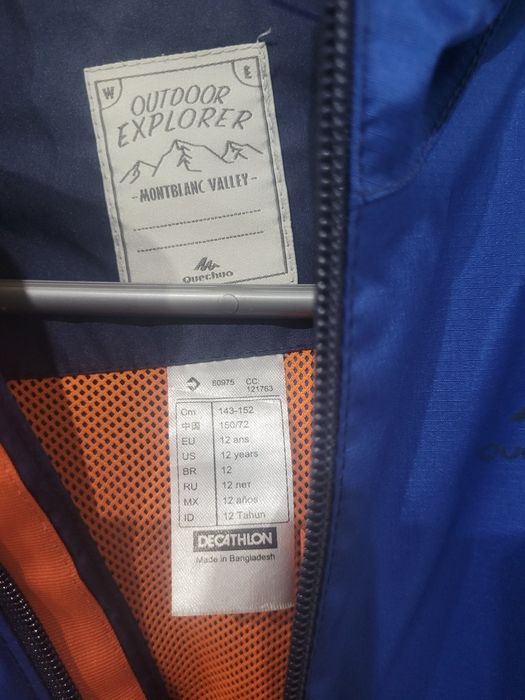 W E
OUTDOOR
EXPLORER
-MONTBLANC VALLEY-
Quechua
60975 CC:
121763
Cm 143-152
中国 150/72
EU 12 ans
US 12 years
BR 12
RU 12 лет
MX 12 años
ID 12 Tahun
DECATHLON
Made in Bangladesh